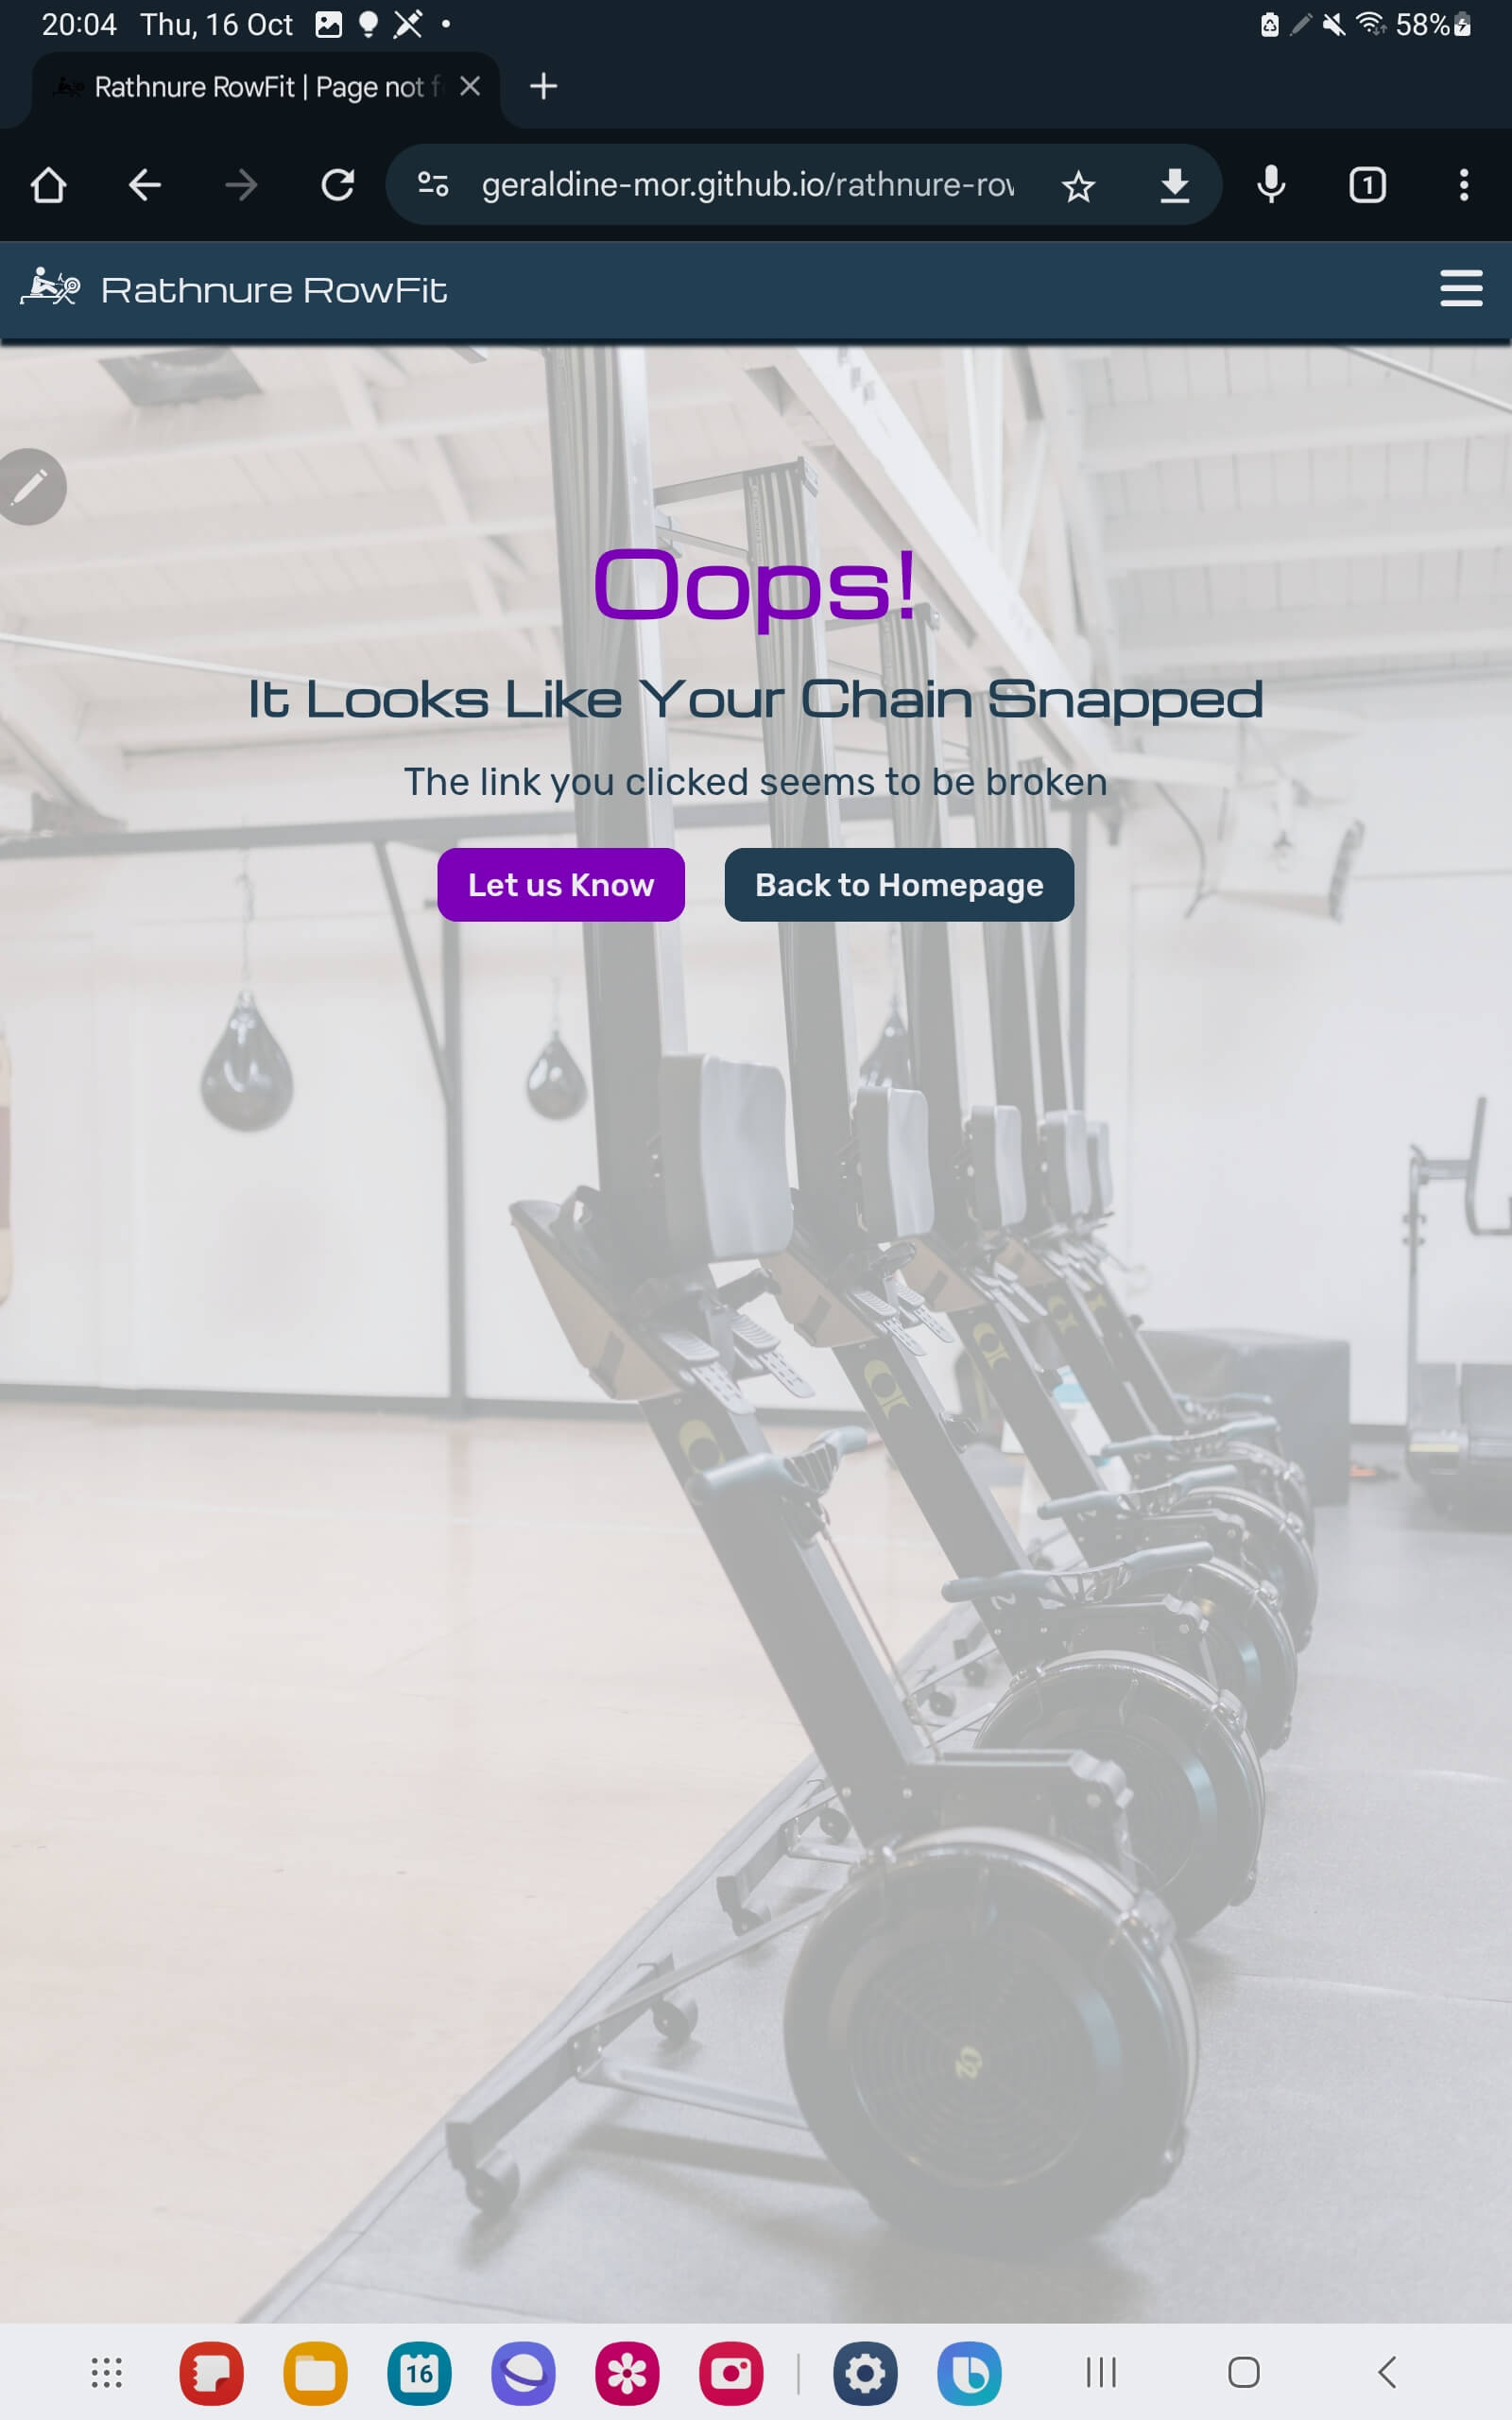 20:04 Thu, 16 Oct 58%
Rathnure RowFit | Page not f
geraldine-mor.github.io/rathnure-row
1
Rathnure RowFit
Oops!
It Looks Like Your Chain Snapped
The link you clicked seems to be broken
Let us Know Back to Homepage
16